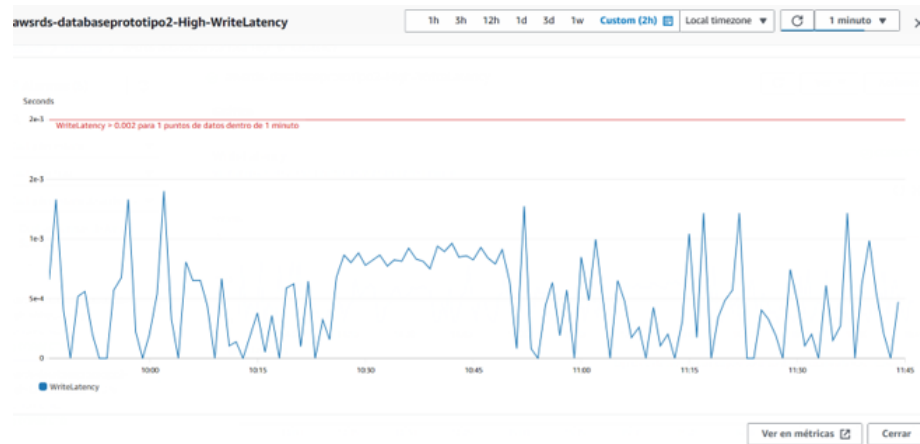 awsrds-databaseprototipo2-High-WriteLatency
1h 3h 12h 1d 3d 1w Custom (2h) Local timezone 1 minuto
Seconds
2e-3
WriteLatency > 0.002 para 1 puntos de datos dentro de 1 minuto
2e-3
1e-3
5e-4
0
10:00 10:15 10:30 10:45 11:00 11:15 11:30 11:45
WriteLatency
Ver en métricas Cerrar